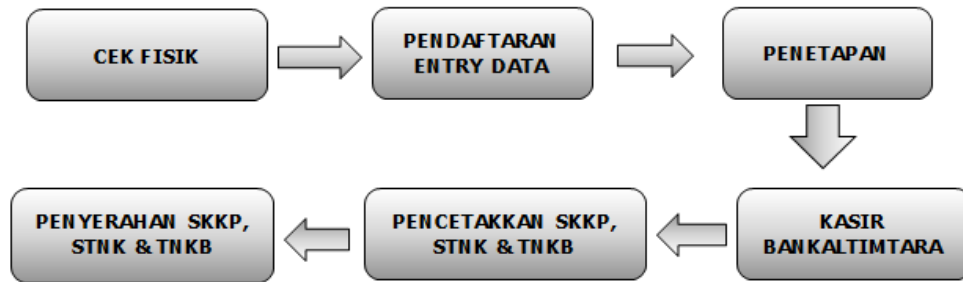 CEK FISIK
PENDAFTARAN
ENTRY DATA
PENETAPAN
KASIR
BANKALTIMTARA
PENCETAKKAN SKKP,
STNK & TNKB
PENYERAHAN SKKP,
STNK & TNKB